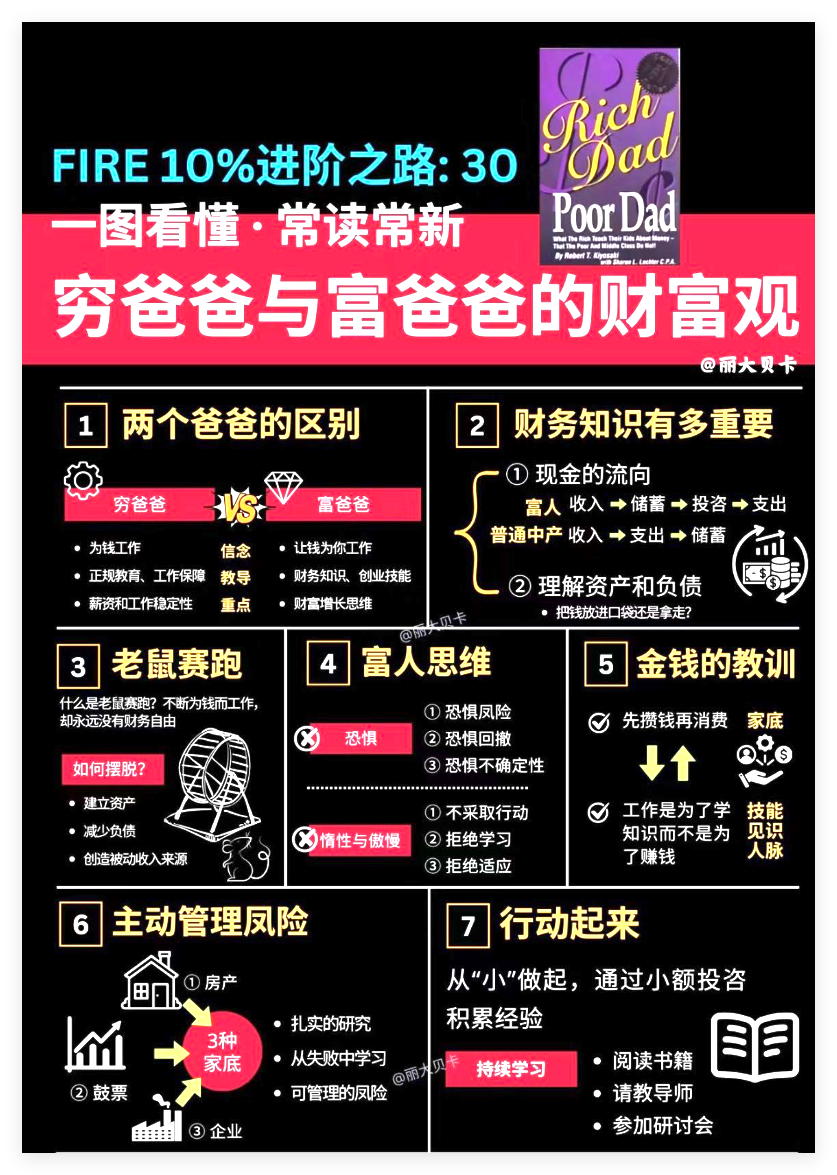 Rich
Dad
Poor Dad
What The Rich Teach Their Kids About Money –
That The Poor And Middle Class Do Not!
By Robert T. Kiyosaki
with Sharon L. Lechter C.P.A.
FIRE 10%进阶之路: 30
一图看懂 · 常读常新
穷爸爸与富爸爸的财富观
@丽大贝卡
1 两个爸爸的区别
穷爸爸 VS 富爸爸
• 为钱工作 信念 • 让钱为你工作
• 正规教育、工作保障 教导 • 财务知识、创业技能
• 薪资和工作稳定性 重点 • 财富增长思维
2 财务知识有多重要
① 现金的流向
富人 收入 → 储蓄 → 投咨 → 支出
普通中产 收入 → 支出 → 储蓄
② 理解资产和负债
• 把钱放进口袋还是拿走?
@丽大贝卡
3 老鼠赛跑
什么是老鼠赛跑? 不断为钱而工作,
却永远没有财务自由
如何摆脱?
• 建立资产
• 减少负债
• 创造被动收入来源
4 富人思维
恐惧
① 恐惧凤险
② 恐惧回撤
③ 恐惧不确定性
惰性与傲慢
① 不采取行动
② 拒绝学习
③ 拒绝适应
5 金钱的教训
先攒钱再消费 家底
工作是为了学
知识而不是为
了赚钱
技能
见识
人脉
6 主动管理凤险
① 房产
② 鼓票
③ 企业
3种
家底
• 扎实的研究
• 从失败中学习
• 可管理的凤险
@丽大贝卡
7 行动起来
从“小”做起，通过小额投咨
积累经验
持续学习
• 阅读书籍
• 请教导师
• 参加研讨会